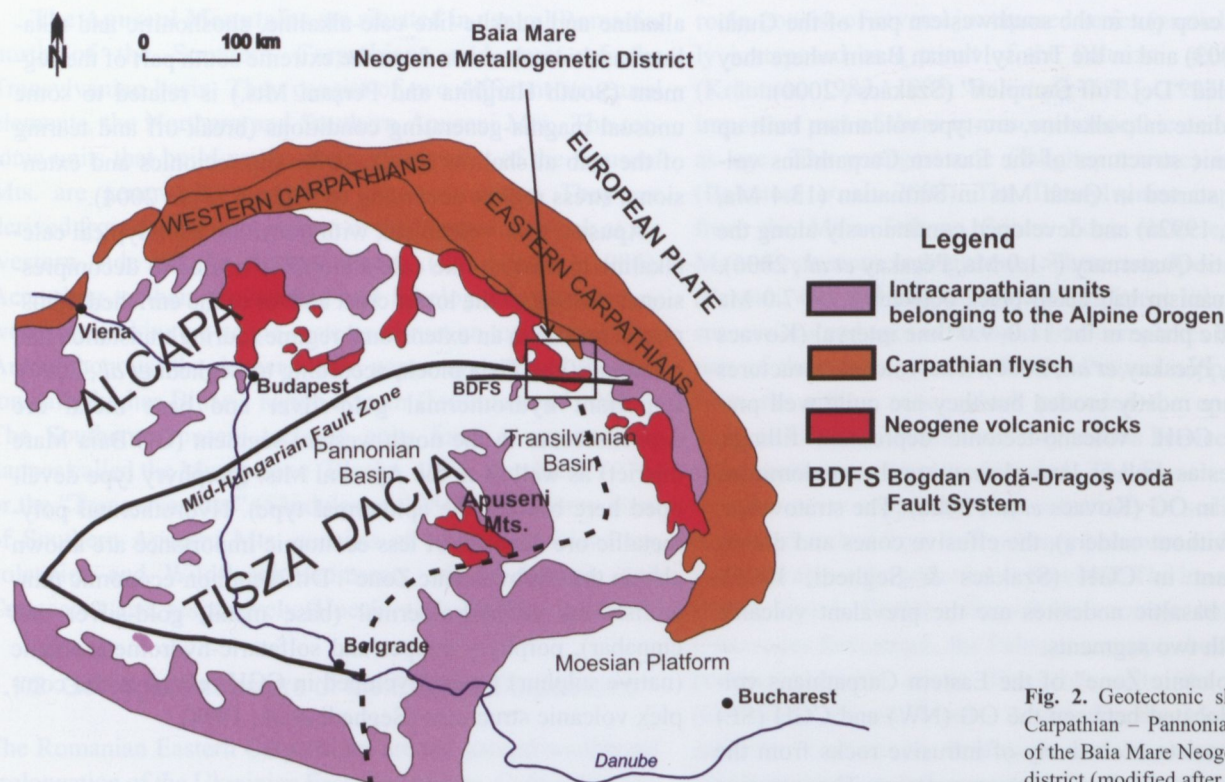 N
0 100 km
Baia Mare
Neogene Metallogenetic District
EUROPEAN PLATE
WESTERN CARPATHIANS
EASTERN CARPATHIANS
Legend
Intracarpathian units
belonging to the Alpine Orogen
Carpathian flysch
Neogene volcanic rocks
BDFS Bogdan Vodă-Dragoş vodă
Fault System
Viena
ALCAPA
Budapest
BDFS
Mid-Hungarian Fault Zone
Pannonian
Basin
Transilvanian
Basin
Apuseni
Mts.
TISZA DACIA
Belgrade
Moesian Platform
Bucharest
Danube
Fig. 2. Geotectonic
Carpathian – Pannonia
of the Baia Mare Neog
district (modified after